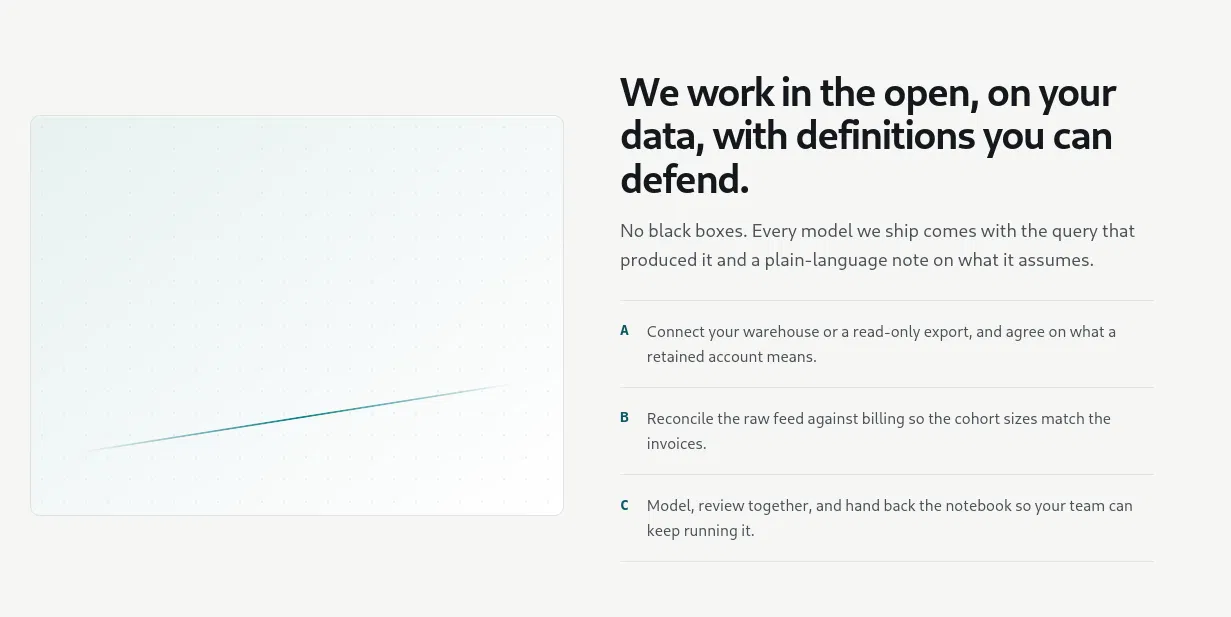 We work in the open, on your
data, with definitions you can
defend.
No black boxes. Every model we ship comes with the query that
produced it and a plain-language note on what it assumes.
A Connect your warehouse or a read-only export, and agree on what a
retained account means.
B Reconcile the raw feed against billing so the cohort sizes match the
invoices.
C Model, review together, and hand back the notebook so your team can
keep running it.